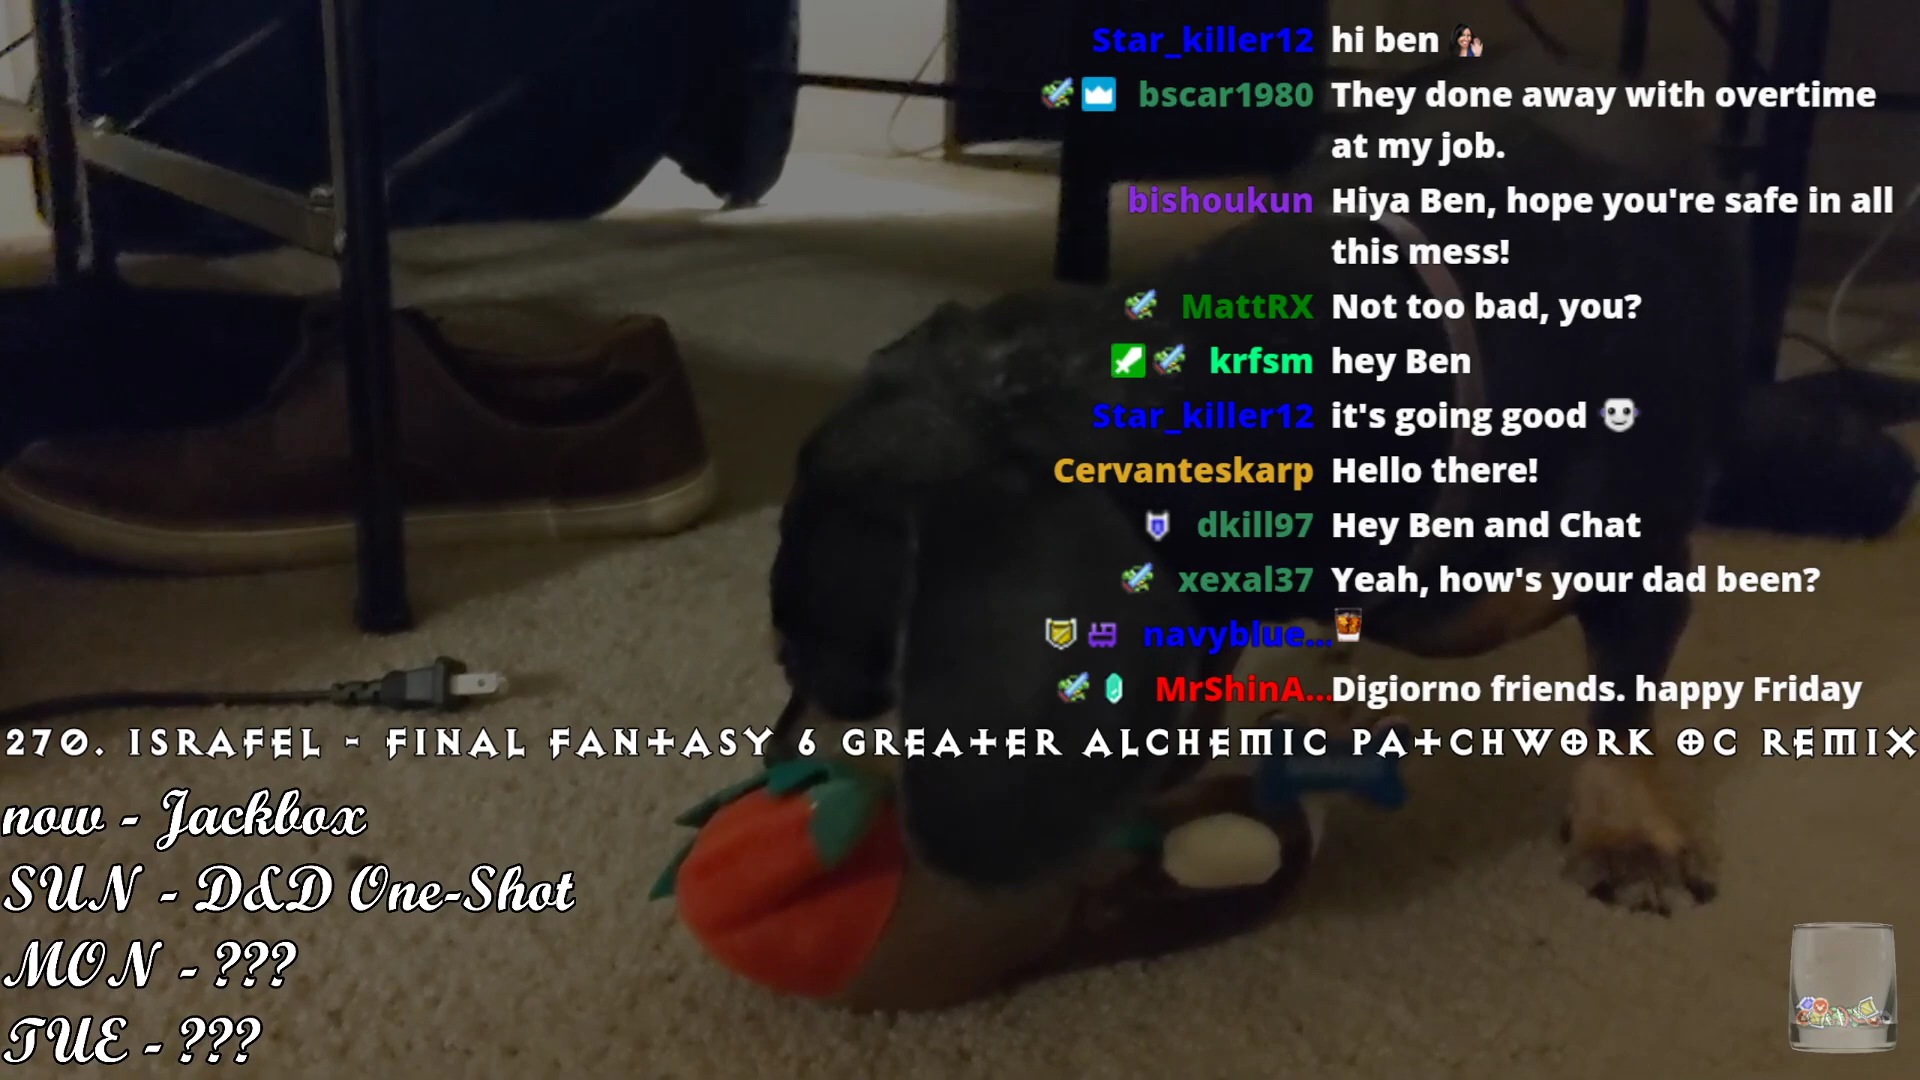 Star_killer12 hi ben
bscar1980 They done away with overtime
at my job.
bishoukun Hiya Ben, hope you're safe in all
this mess!
MattRX Not too bad, you?
krfsm hey Ben
Star_killer12 it's going good
Cervanteskarp Hello there!
dkill97 Hey Ben and Chat
xexal37 Yeah, how's your dad been?
navyblue...
MrShinA... Digiorno friends. happy Friday
270. ISRAFEL - FINAL FANTASY 6 GREATER ALCHEMIC PATCHWORK OC REMIX
now - Jackbox
SUN - D&D One-Shot
MON - ???
TUE - ???